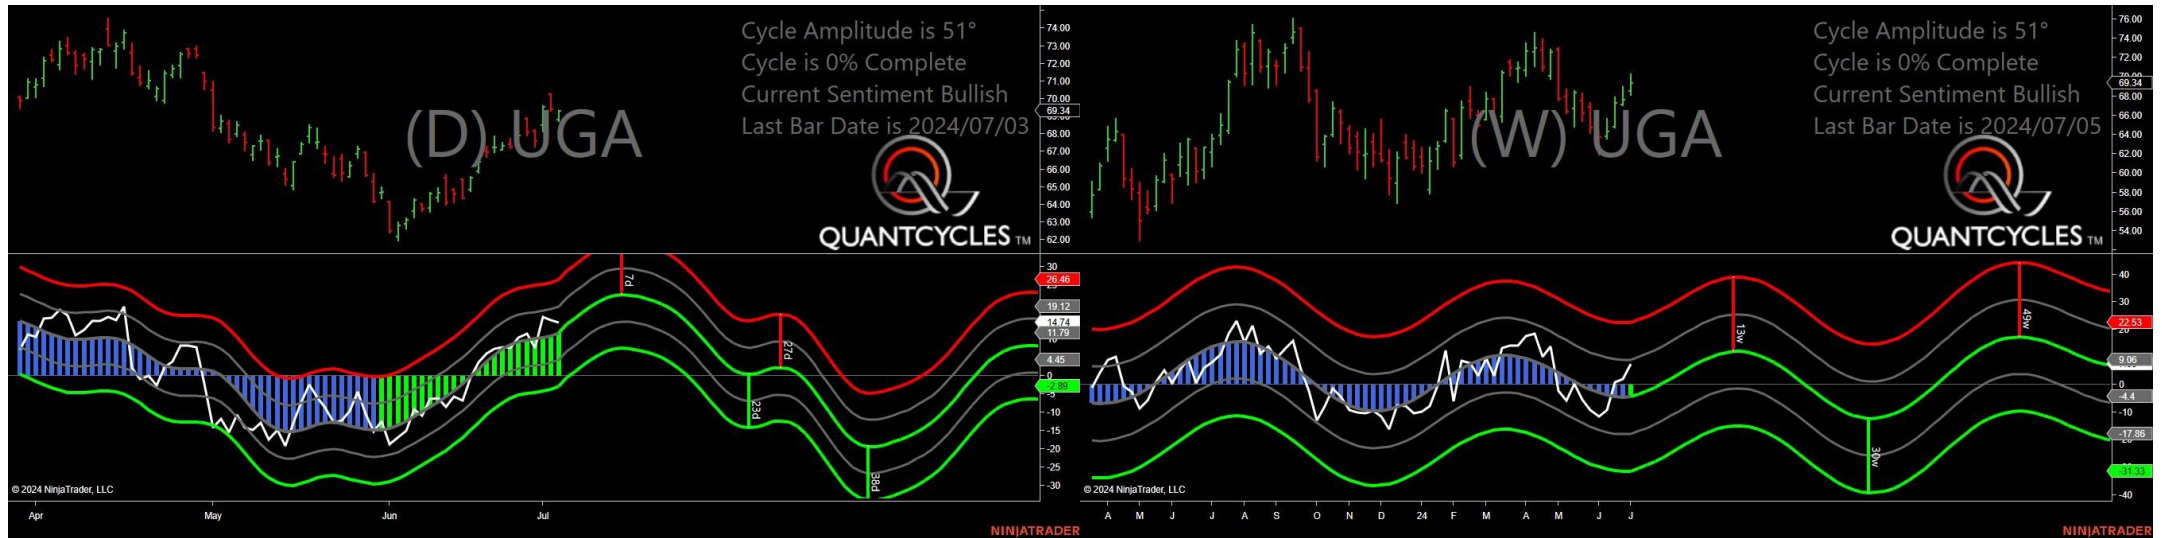 Cycle Amplitude is 51°
Cycle is 0% Complete
Current Sentiment Bullish
Last Bar Date is 2024/07/03
(D) UGA
QUANTCYCLES TM
74.00
73.00
72.00
71.00
70.00
69.34
68.00
67.00
66.00
65.00
64.00
63.00
62.00
30
26.46
19.12
14.74
11.79
4.45
0
-2.89
-5
-10
-15
-20
-25
-30
7d
27d
23d
38d
© 2024 NinjaTrader, LLC
Apr May Jun Jul
NINJATRADER
Cycle Amplitude is 51°
Cycle is 0% Complete
Current Sentiment Bullish
Last Bar Date is 2024/07/05
(W) UGA
QUANTCYCLES TM
76.00
74.00
72.00
69.34
68.00
66.00
64.00
62.00
60.00
58.00
56.00
54.00
40
30
22.53
20
9.06
0
-4.4
-10
-17.86
-31.33
-40
13w
49w
30w
© 2024 NinjaTrader, LLC
A M J J A S O N D 24 F M A M J J
NINJATRADER